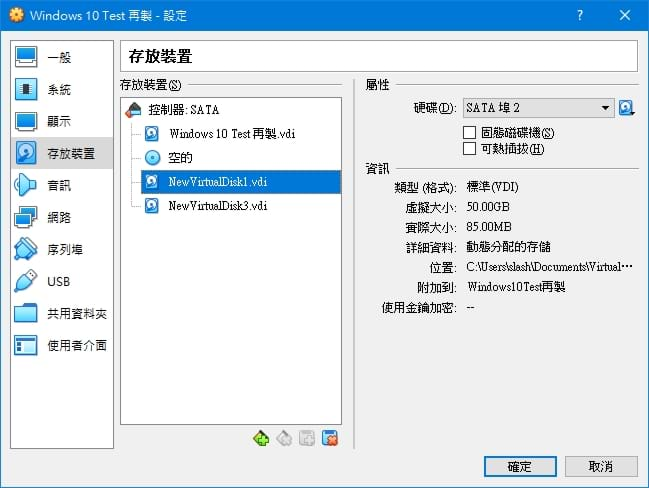 Windows 10 Test 再製 - 設定
一般
系統
顯示
存放裝置
音訊
網路
序列埠
USB
共用資料夾
使用者介面
存放裝置
存放裝置(S)
控制器: SATA
Windows 10 Test 再製.vdi
空的
NewVirtualDisk1.vdi
NewVirtualDisk3.vdi
屬性
硬碟(D): SATA 埠 2
固態磁碟機(S)
可熱插拔(H)
資訊
類型 (格式): 標準(VDI)
虛擬大小: 50.00GB
實際大小: 85.00MB
詳細資料: 動態分配的存儲
位置: C:\Users\slash\Documents\Virtual⋯
附加到: Windows10Test再製
使用金鑰加密: --
確定
取消